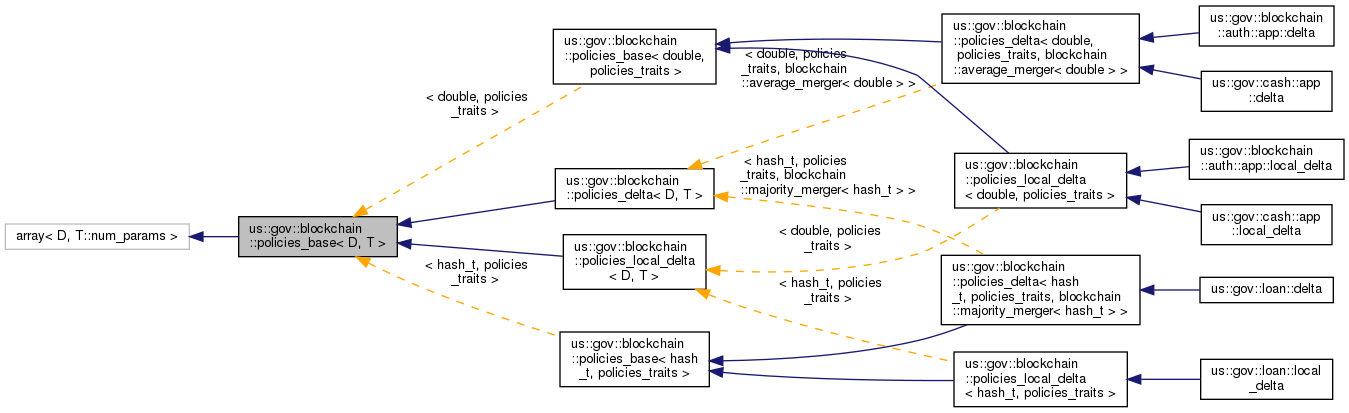 array< D, T::num_params >
us::gov::blockchain
::policies_base< D, T >
< double, policies
_traits >
< hash_t, policies
_traits >
us::gov::blockchain
::policies_base< double,
policies_traits >
us::gov::blockchain
::policies_delta< D, T >
us::gov::blockchain
::policies_local_delta
< D, T >
us::gov::blockchain
::policies_base< hash
_t, policies_traits >
< double, policies
_traits, blockchain
::average_merger< double > >
< hash_t, policies
_traits, blockchain
::majority_merger< hash_t > >
< double, policies
_traits >
< hash_t, policies
_traits >
us::gov::blockchain
::policies_delta< double,
policies_traits, blockchain
::average_merger< double > >
us::gov::blockchain
::policies_local_delta
< double, policies_traits >
us::gov::blockchain
::policies_delta< hash
_t, policies_traits, blockchain
::majority_merger< hash_t > >
us::gov::blockchain
::policies_local_delta
< hash_t, policies_traits >
us::gov::blockchain
::auth::app::delta
us::gov::cash::app
::delta
us::gov::blockchain
::auth::app::local_delta
us::gov::cash::app
::local_delta
us::gov::loan::delta
us::gov::loan::local
_delta